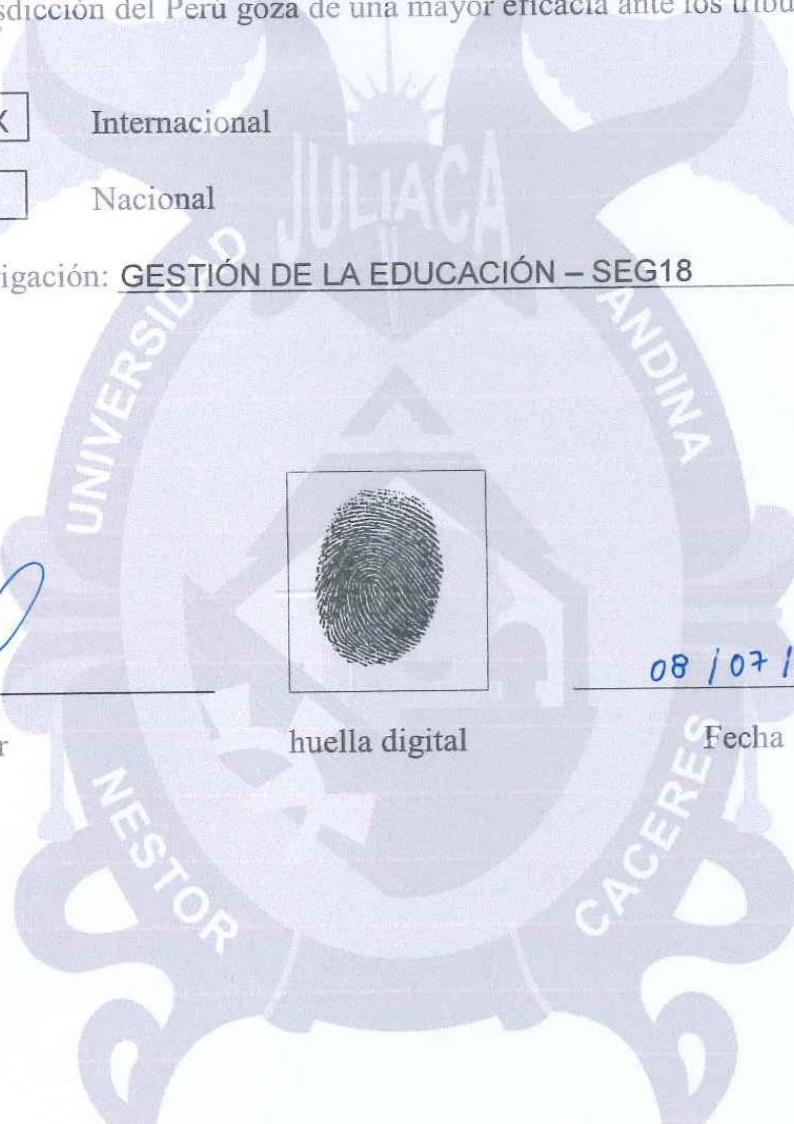 sdicción del Perú goza de una mayor eficacia ante los tribu
X Internacional
Nacional
igación: GESTIÓN DE LA EDUCACIÓN – SEG18
UNIVERSIDAD ANDINA
JULIACA
NESTOR CACERES
08 / 07 /
r
huella digital
Fecha